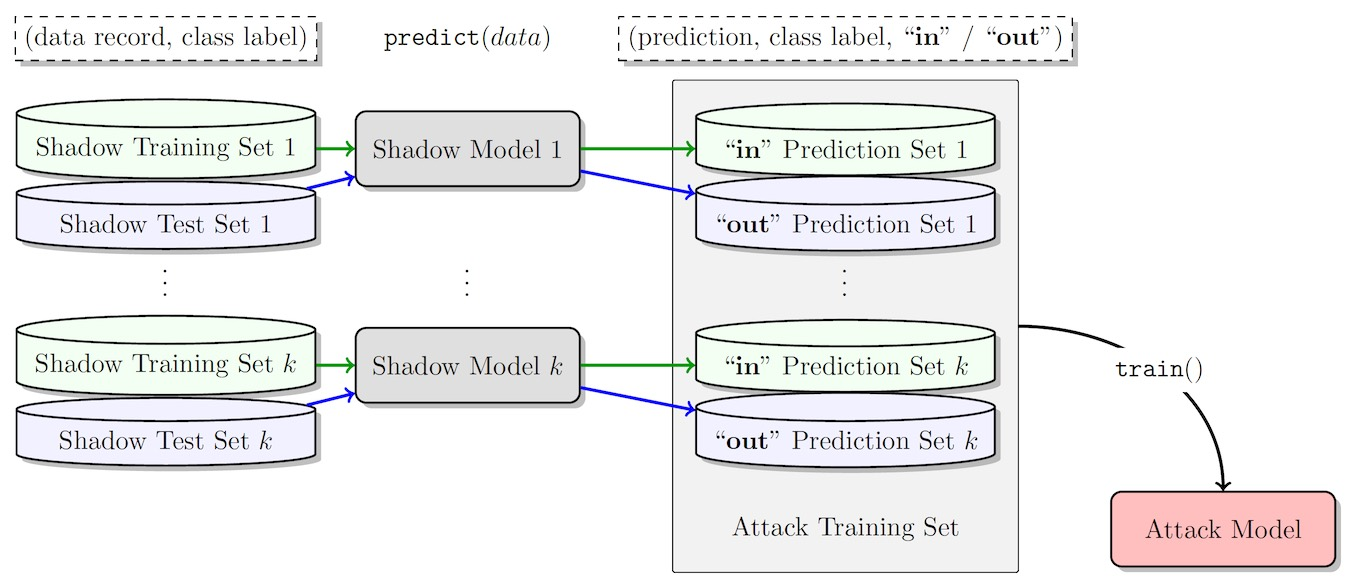 (data record, class label)
predict(data)
(prediction, class label, “in” / “out”)
Shadow Training Set 1
Shadow Model 1
“in” Prediction Set 1
Shadow Test Set 1
“out” Prediction Set 1
Shadow Training Set k
Shadow Model k
“in” Prediction Set k
train()
Shadow Test Set k
“out” Prediction Set k
Attack Training Set
Attack Model